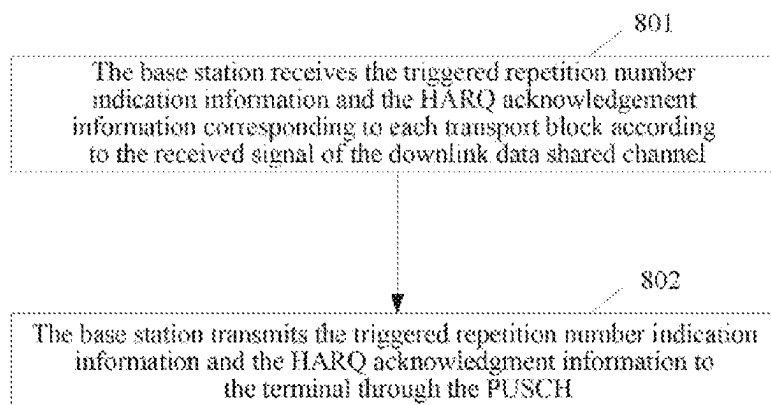 801
The base station receives the triggered repetition number
indication information and the HARQ acknowledgement
information corresponding to each transport block according
to the received signal of the downlink data shared channel
802
The base station transmits the triggered repetition number indication
information and the HARQ acknowledgment information to
the terminal through the PUSCH